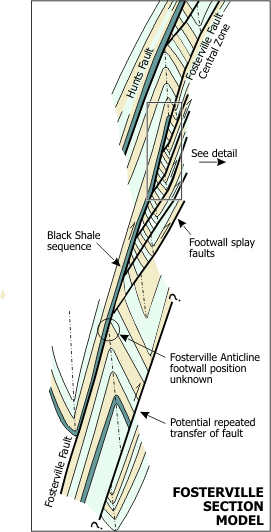 Hunts Fault
Fosterville Fault
Central Zone
See detail
Footwall splay
faults
Black Shale
sequence
?
Fosterville Anticline
footwall position
unknown
Potential repeated
transfer of fault
Fosterville Fault
?
FOSTERVILLE
SECTION
MODEL